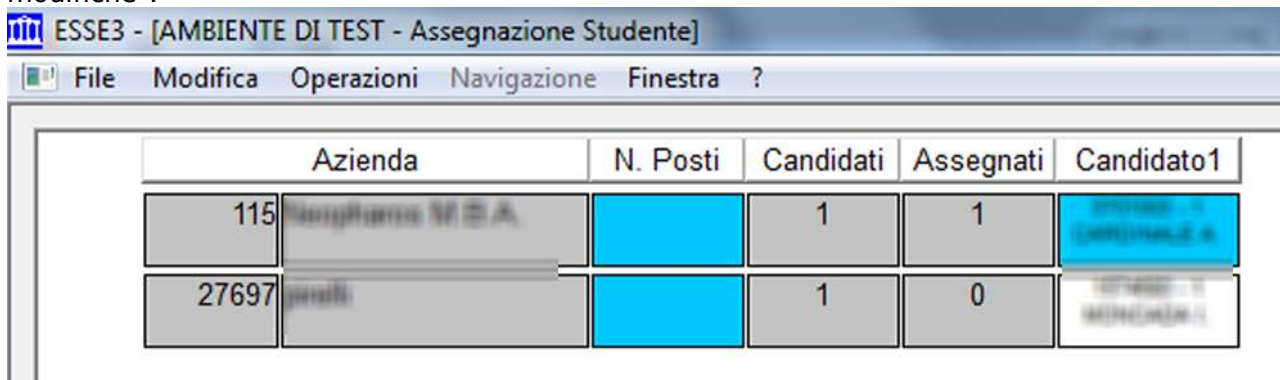 modifiche".
ESSE3 - [AMBIENTE DI TEST - Assegnazione Studente]
File Modifica Operazioni Navigazione Finestra ?
Azienda N. Posti Candidati Assegnati Candidato1
115 1 1
27697 1 0